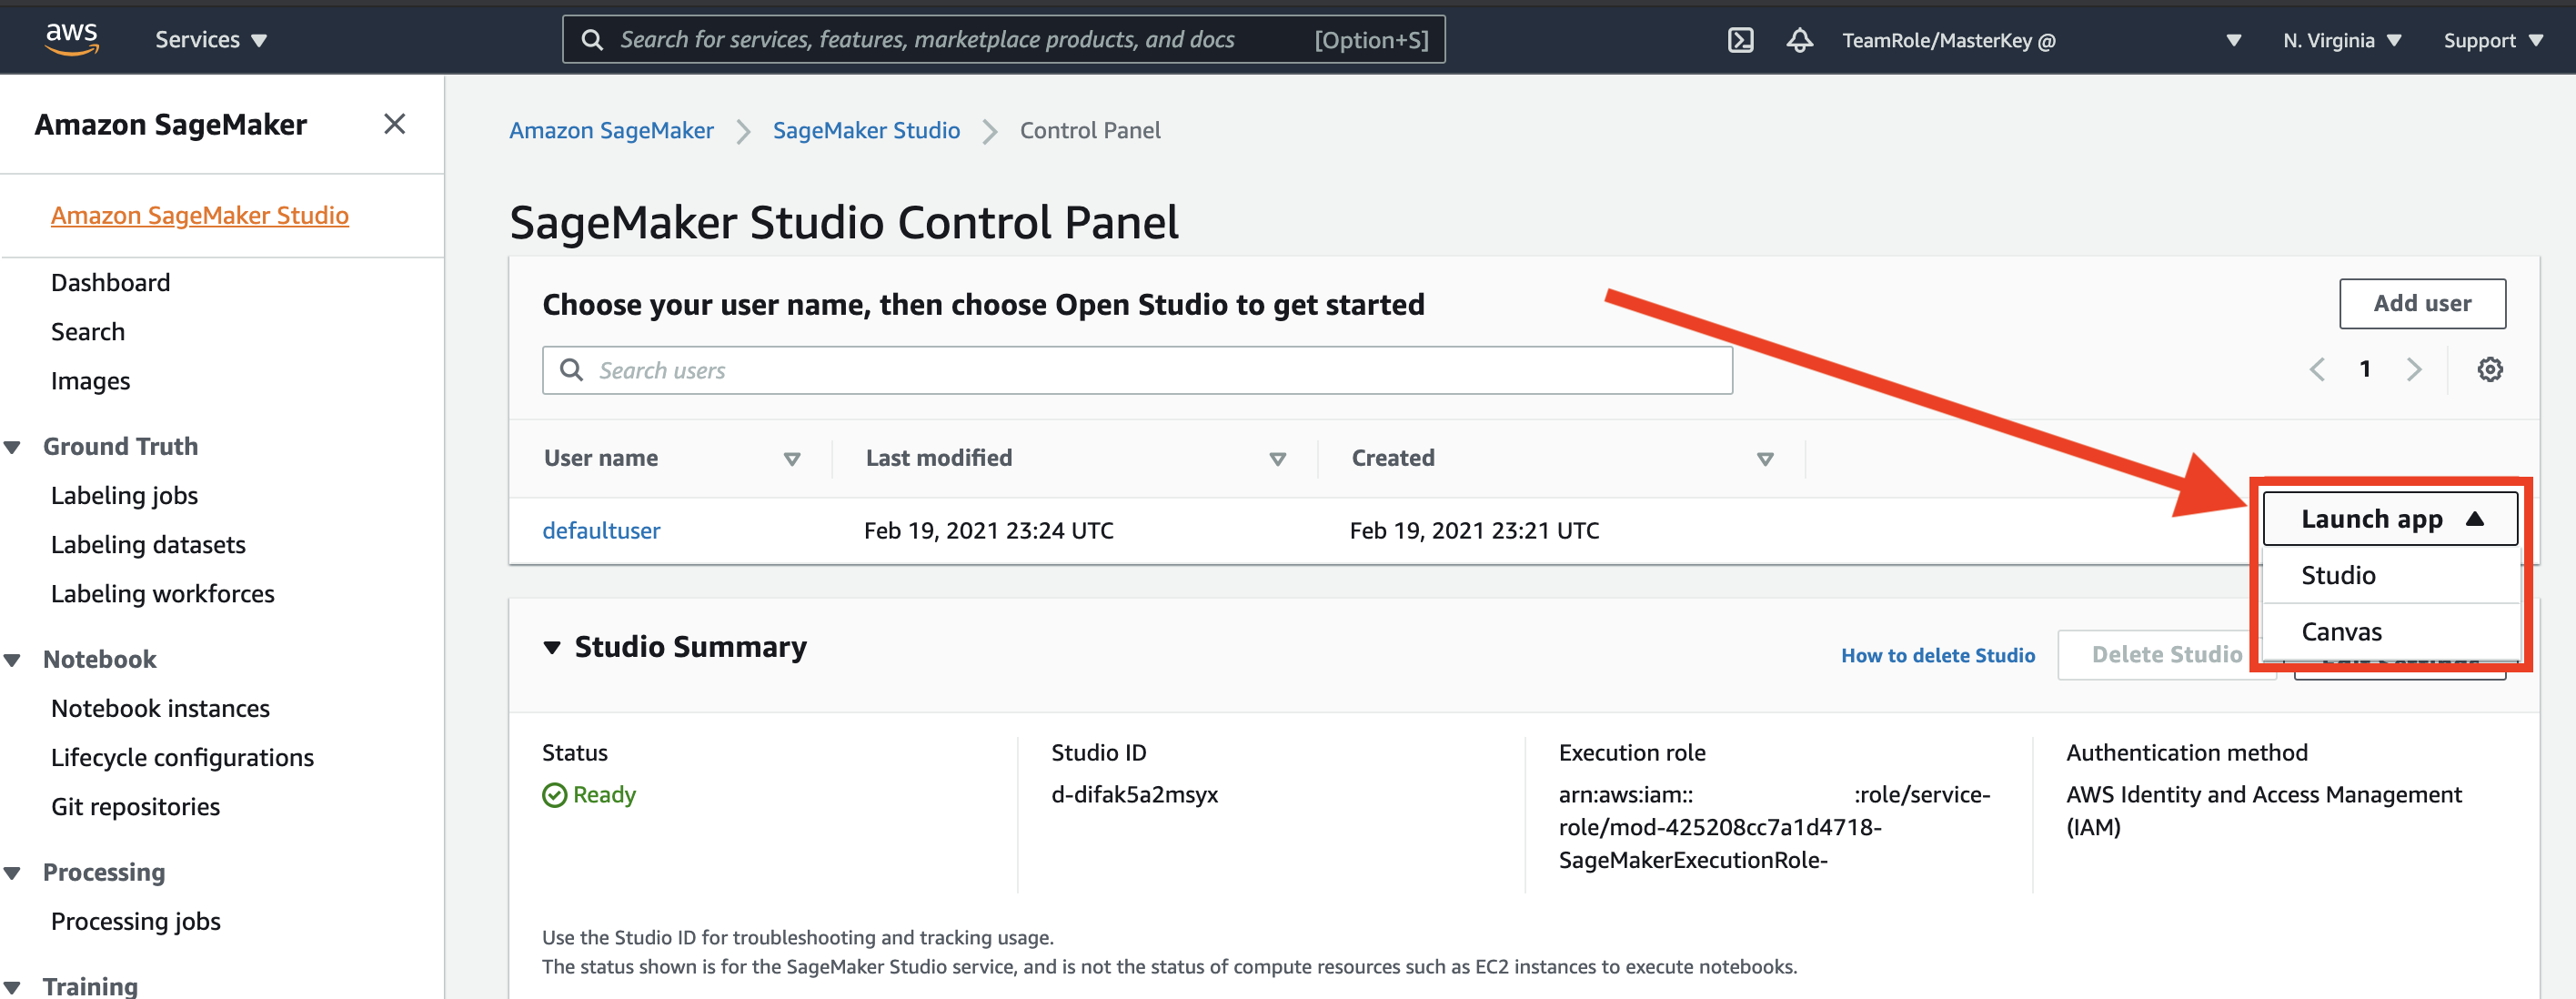 aws
Services
Search for services, features, marketplace products, and docs [Option+S]
TeamRole/MasterKey @
N. Virginia
Support
Amazon SageMaker
Amazon SageMaker Studio
Dashboard
Search
Images
Ground Truth
Labeling jobs
Labeling datasets
Labeling workforces
Notebook
Notebook instances
Lifecycle configurations
Git repositories
Processing
Processing jobs
Training
Amazon SageMaker
SageMaker Studio
Control Panel
SageMaker Studio Control Panel
Choose your user name, then choose Open Studio to get started
Add user
Search users
1
User name
Last modified
Created
defaultuser
Feb 19, 2021 23:24 UTC
Feb 19, 2021 23:21 UTC
Launch app
Studio
Canvas
Studio Summary
How to delete Studio
Delete Studio
Status
Ready
Studio ID
d-difak5a2msyx
Execution role
arn:aws:iam:: :role/service-
role/mod-425208cc7a1d4718-
SageMakerExecutionRole-
Authentication method
AWS Identity and Access Management
(IAM)
Use the Studio ID for troubleshooting and tracking usage.
The status shown is for the SageMaker Studio service, and is not the status of compute resources such as EC2 instances to execute notebooks.